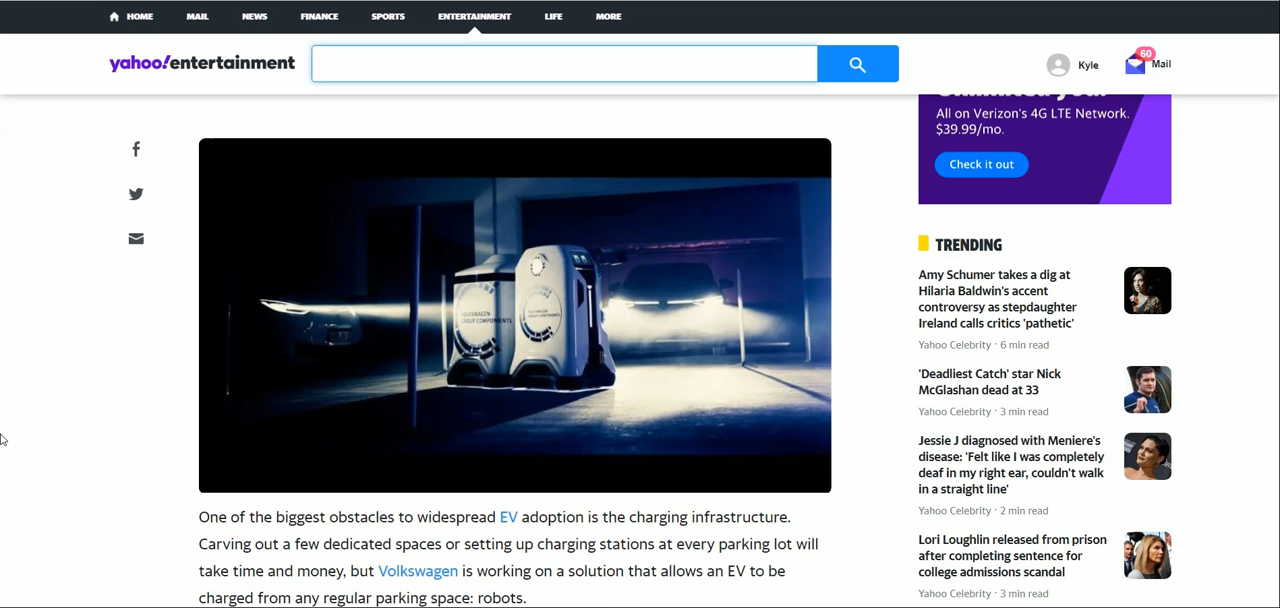 HOME MAIL NEWS FINANCE SPORTS ENTERTAINMENT LIFE MORE
yahoo!entertainment
Kyle
60
Mail
All on Verizon's 4G LTE Network.
$39.99/mo.
Check it out
VOLKSWAGEN
GROUP COMPONENTS
VOLKSWAGEN
GROUP COMPONENTS
One of the biggest obstacles to widespread EV adoption is the charging infrastructure.
Carving out a few dedicated spaces or setting up charging stations at every parking lot will
take time and money, but Volkswagen is working on a solution that allows an EV to be
charged from any regular parking space: robots.
TRENDING
Amy Schumer takes a dig at
Hilaria Baldwin's accent
controversy as stepdaughter
Ireland calls critics 'pathetic'
Yahoo Celebrity · 6 min read
'Deadliest Catch' star Nick
McGlashan dead at 33
Yahoo Celebrity · 3 min read
Jessie J diagnosed with Meniere's
disease: 'Felt like I was completely
deaf in my right ear, couldn't walk
in a straight line'
Yahoo Celebrity · 2 min read
Lori Loughlin released from prison
after completing sentence for
college admissions scandal
Yahoo Celebrity · 3 min read